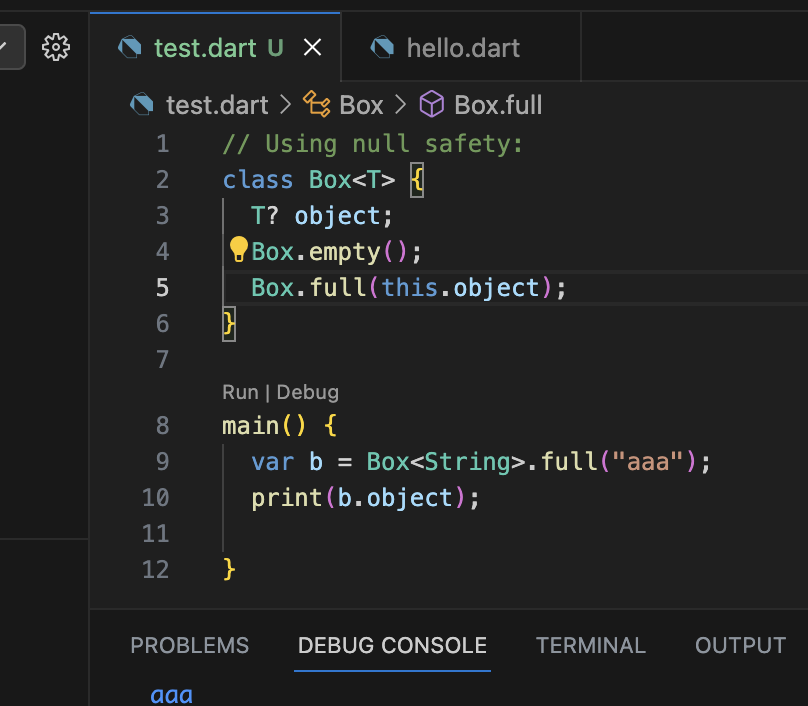 test.dart U
hello.dart
test.dart > Box > Box.full
1 // Using null safety:
2 class Box<T> {
3   T? object;
4   Box.empty();
5   Box.full(this.object);
6 }
7
Run | Debug
8 main() {
9   var b = Box<String>.full("aaa");
10   print(b.object);
11
12 }
PROBLEMS DEBUG CONSOLE TERMINAL OUTPUT
aaa